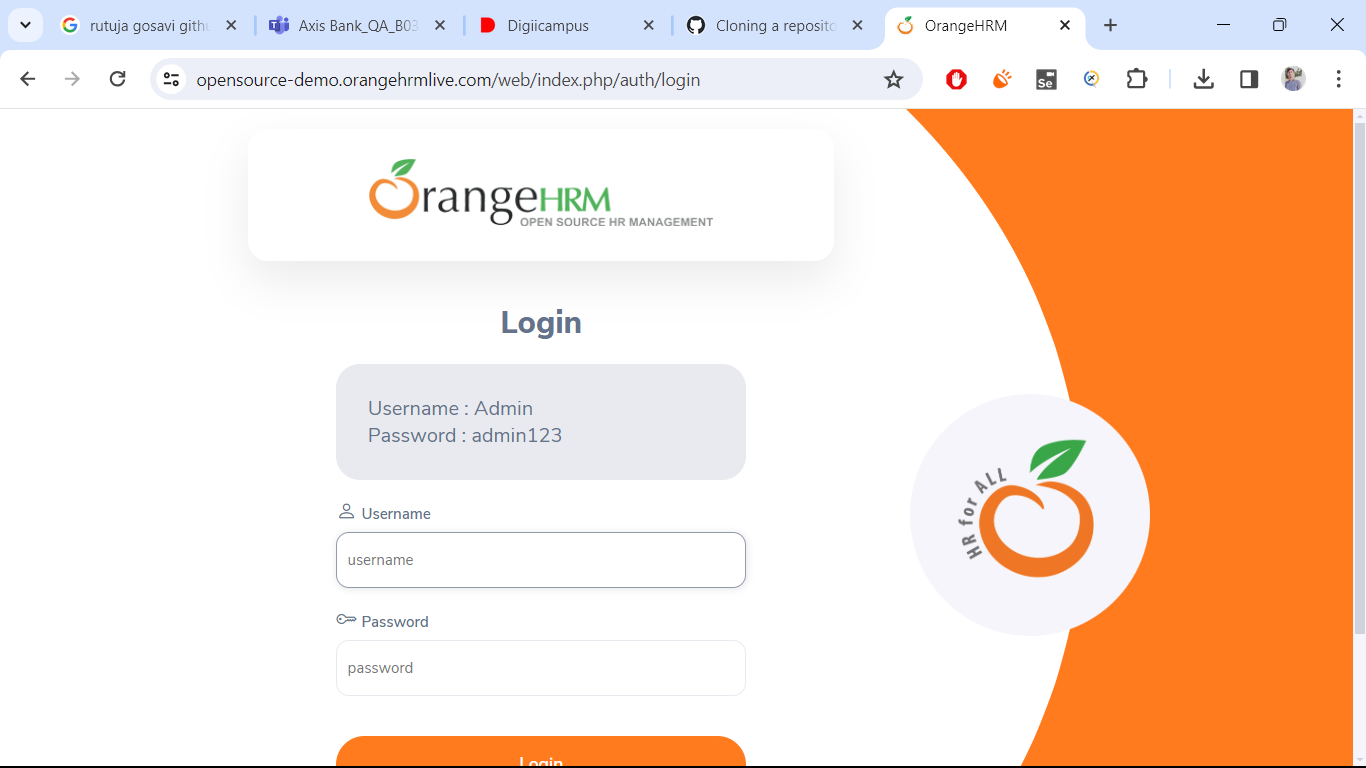 rutuja gosavi gith
Axis Bank_QA_B03
Digiicampus
Cloning a reposito
OrangeHRM
opensource-demo.orangehrmlive.com/web/index.php/auth/login
Se
OrangeHRM
OPEN SOURCE HR MANAGEMENT
Login
Username : Admin
Password : admin123
Username
username
Password
password
Login
HR for ALL